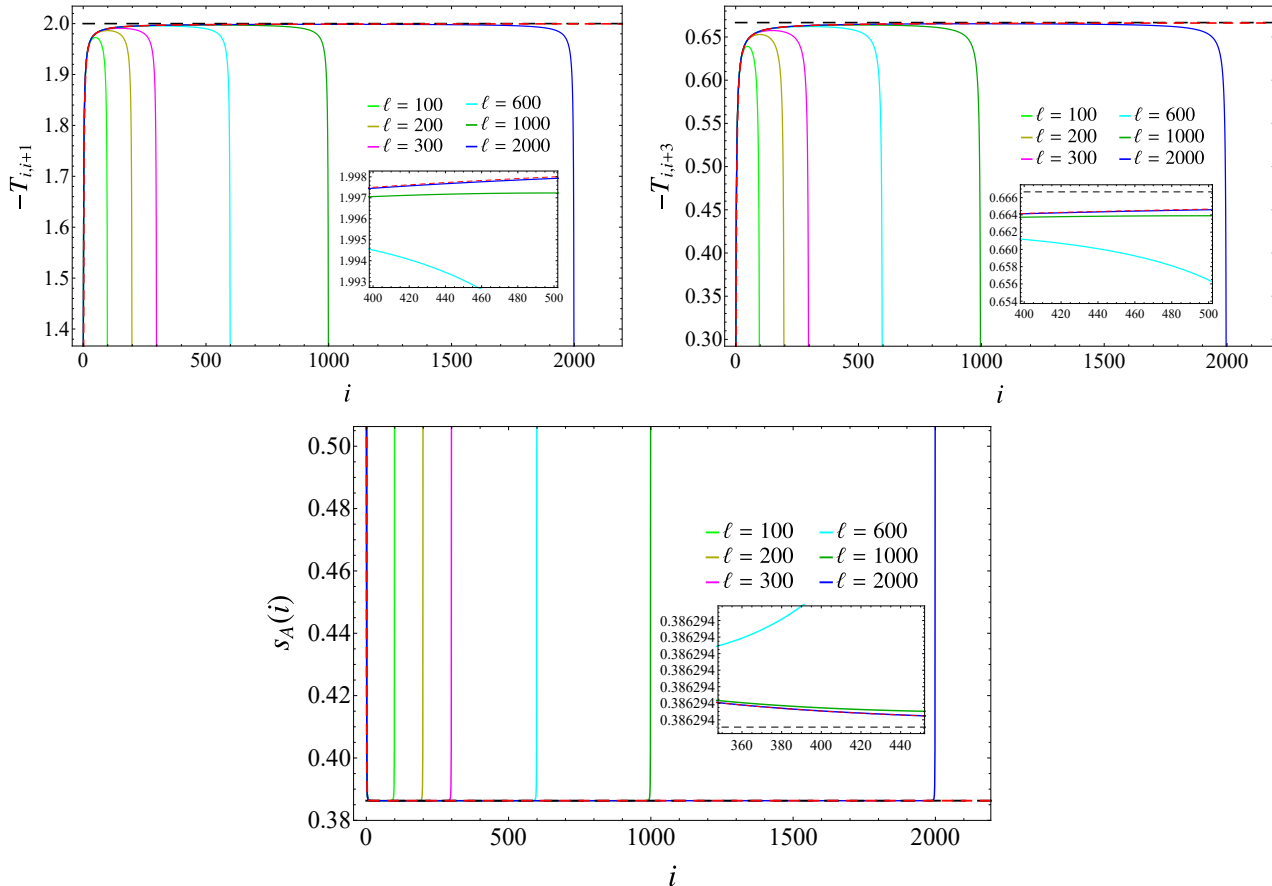 2.0
1.9
1.8
1.7
1.6
1.5
1.4
−T_{i,i+1}
ℓ = 100 ℓ = 600
ℓ = 200 ℓ = 1000
ℓ = 300 ℓ = 2000
1.998
1.997
1.996
1.995
1.994
1.993
400 420 440 460 480 500
0 500 1000 1500 2000
i
0.65
0.60
0.55
0.50
0.45
0.40
0.35
0.30
−T_{i,i+3}
ℓ = 100 ℓ = 600
ℓ = 200 ℓ = 1000
ℓ = 300 ℓ = 2000
0.666
0.664
0.662
0.660
0.658
0.656
0.654
400 420 440 460 480 500
0 500 1000 1500 2000
i
0.50
0.48
0.46
0.44
0.42
0.40
0.38
s_A(i)
ℓ = 100 ℓ = 600
ℓ = 200 ℓ = 1000
ℓ = 300 ℓ = 2000
0.386294
0.386294
0.386294
0.386294
0.386294
0.386294
0.386294
360 380 400 420 440
0 500 1000 1500 2000
i